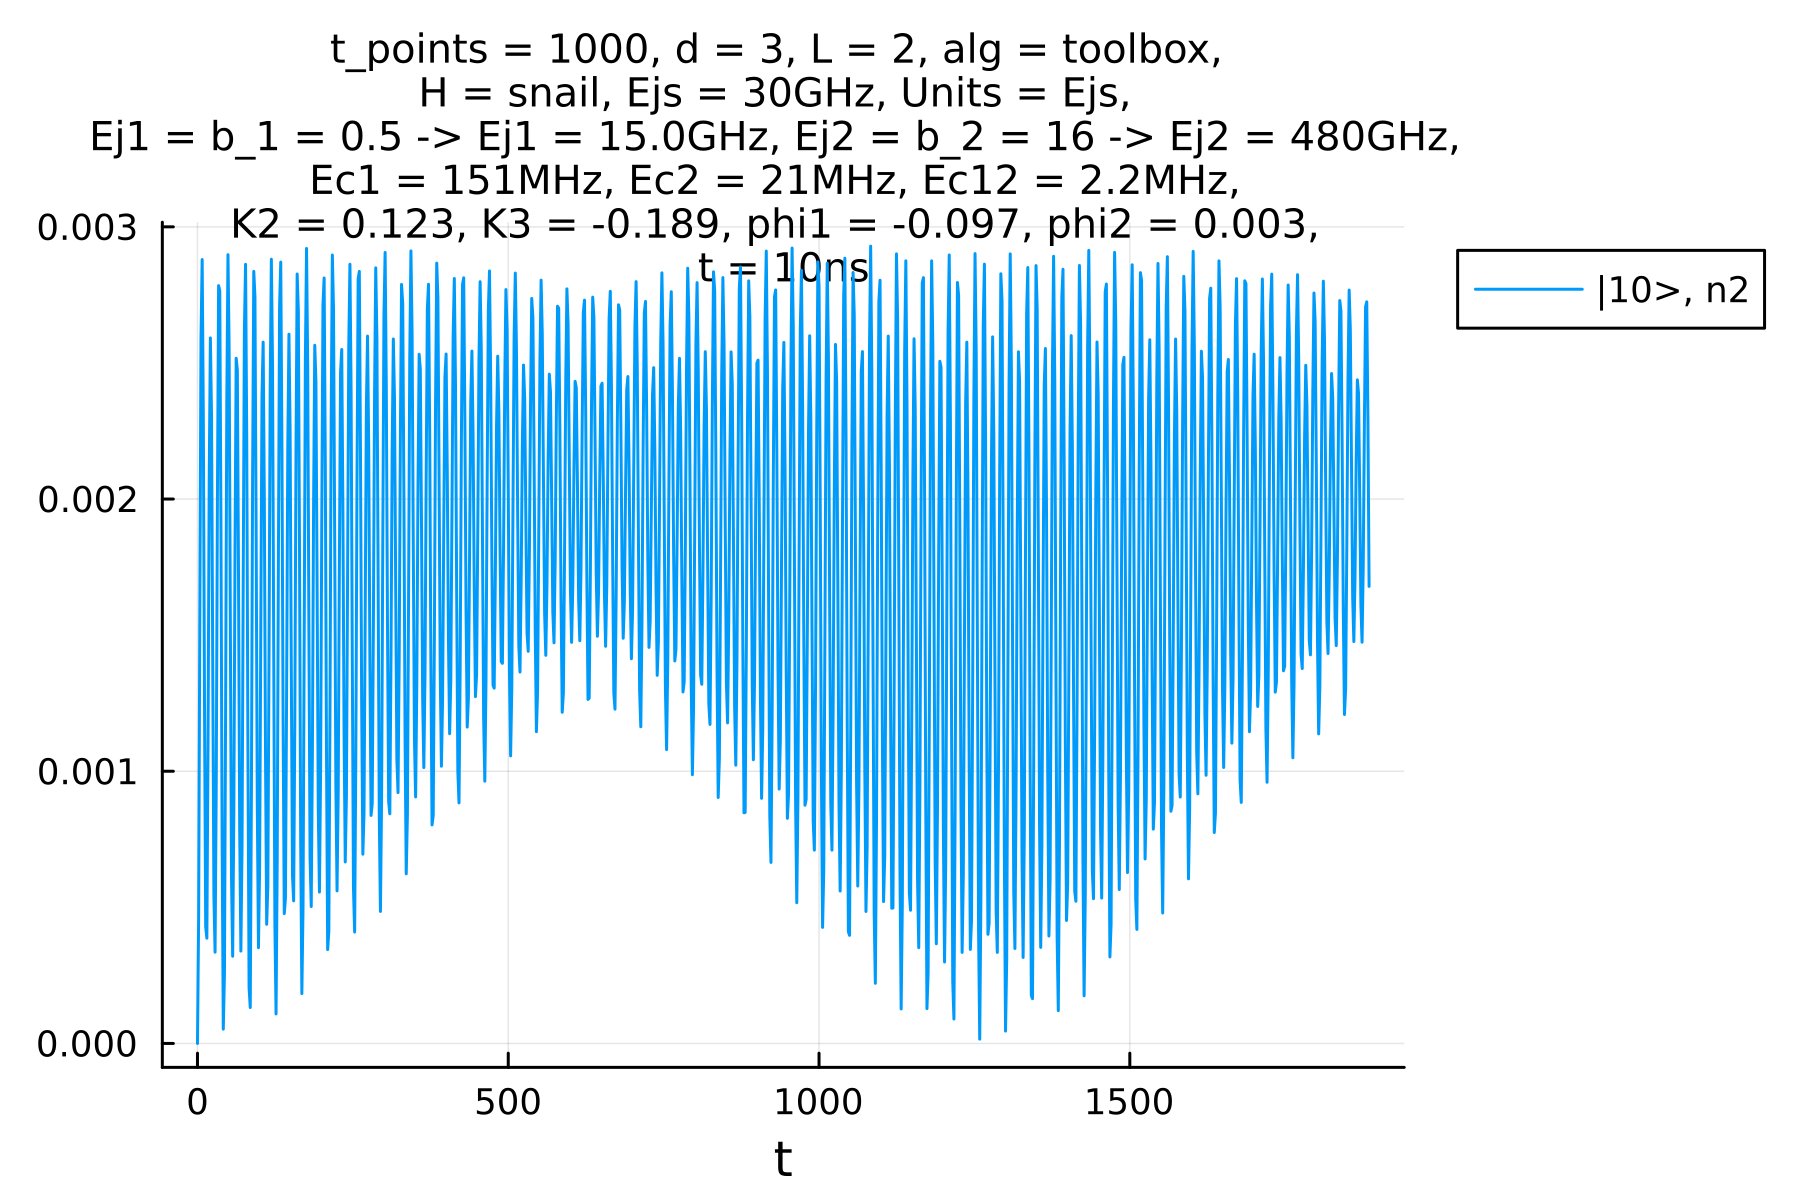 t_points = 1000, d = 3, L = 2, alg = toolbox,
H = snail, Ejs = 30GHz, Units = Ejs,
Ej1 = b_1 = 0.5 -> Ej1 = 15.0GHz, Ej2 = b_2 = 16 -> Ej2 = 480GHz,
Ec1 = 151MHz, Ec2 = 21MHz, Ec12 = 2.2MHz,
K2 = 0.123, K3 = -0.189, phi1 = -0.097, phi2 = 0.003,
t = 10ns
0.003
0.002
0.001
0.000
0 500 1000 1500
t
|10>, n2